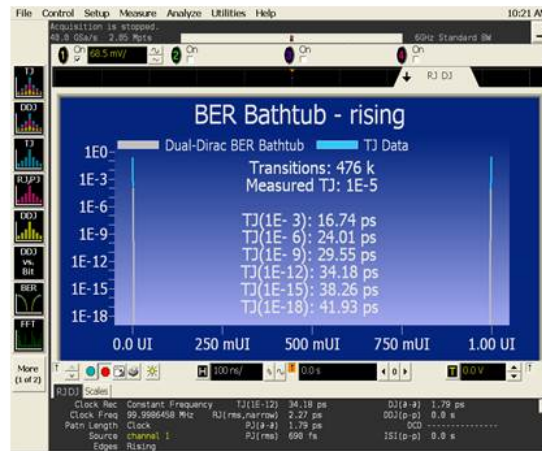 File Control Setup Measure Analyze Utilities Help 10:21 A
Acquisition is stopped.
40.0 GSa/s 2.05 Mpts 6GHz Standard BW
1 On 68.5 mV/ 2 On On On
RJ DJ
TJ
DDJ
TJ
RJ,PJ
DDJ
DDJ
vs.
Bit
BER
FFT
More
(1 of 2)
BER Bathtub - rising
Dual-Dirac BER Bathtub TJ Data
Transitions: 476 k
Measured TJ: 1E-5
1E0
1E-3
1E-6
1E-9
1E-12
1E-15
1E-18
TJ(1E- 3): 16.74 ps
TJ(1E- 6): 24.01 ps
TJ(1E- 9): 29.55 ps
TJ(1E-12): 34.18 ps
TJ(1E-15): 38.26 ps
TJ(1E-18): 41.93 ps
0.0 UI 250 mUI 500 mUI 750 mUI 1.00 UI
H 100 ns/ 0.0 s 0 T 0.0 V
RJDJ Scales
Clock Rec Constant Frequency TJ(1E-12) 34.18 ps DJ(∂-∂) 1.79 ps
Clock Freq 99.9986458 MHz RJ(rms,narrow) 2.27 ps DDJ(p-p) 0.0 s
Patn Length Clock PJ(∂-∂) 1.79 ps DCD
Source channel 1 PJ(rms) 690 fs ISI(p-p) 0.0 s
Edges Rising